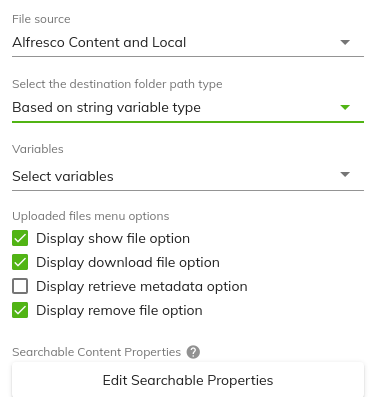 File source
Alfresco Content and Local
Select the destination folder path type
Based on string variable type
Variables
Select variables
Uploaded files menu options
Display show file option
Display download file option
Display retrieve metadata option
Display remove file option
Searchable Content Properties ?
Edit Searchable Properties